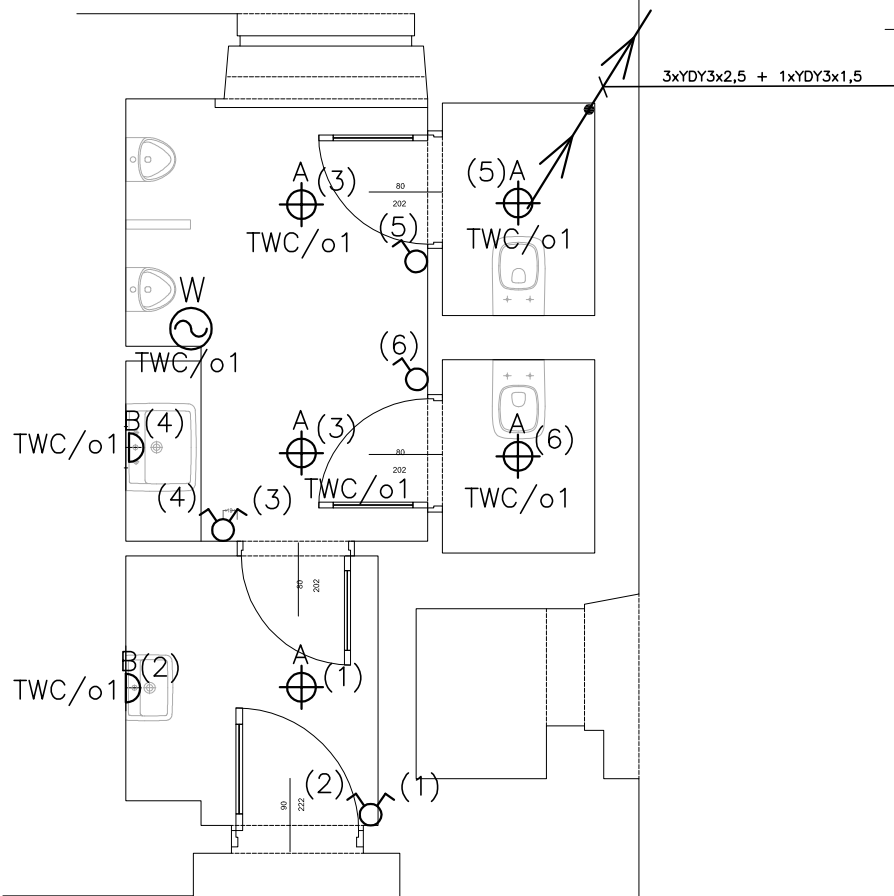 3xYDY3x2,5 + 1xYDY3x1,5
A (3)
TWC/o1
80
202
(5) A
TWC/o1
(5)
W
TWC/o1
(6)
B (4)
TWC/o1
A (3)
TWC/o1
80
202
A (6)
TWC/o1
(4) (3)
80
202
B (2)
TWC/o1
A (1)
(2) (1)
90
222